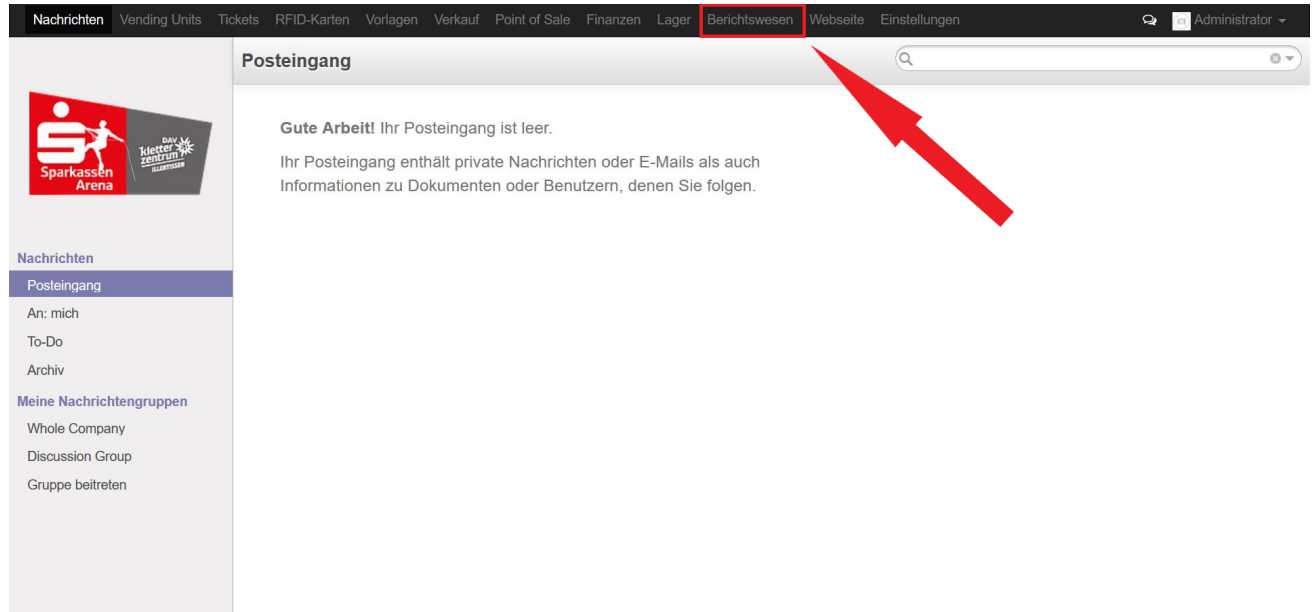 Nachrichten Vending Units Tickets RFID-Karten Vorlagen Verkauf Point of Sale Finanzen Lager Berichtswesen Webseite Einstellungen Administrator
Posteingang
Sparkassen
Arena
DAV
kletter
zentrum
ILLERTISSEN
Gute Arbeit! Ihr Posteingang ist leer.
Ihr Posteingang enthält private Nachrichten oder E-Mails als auch
Informationen zu Dokumenten oder Benutzern, denen Sie folgen.
Nachrichten
Posteingang
An: mich
To-Do
Archiv
Meine Nachrichtengruppen
Whole Company
Discussion Group
Gruppe beitreten